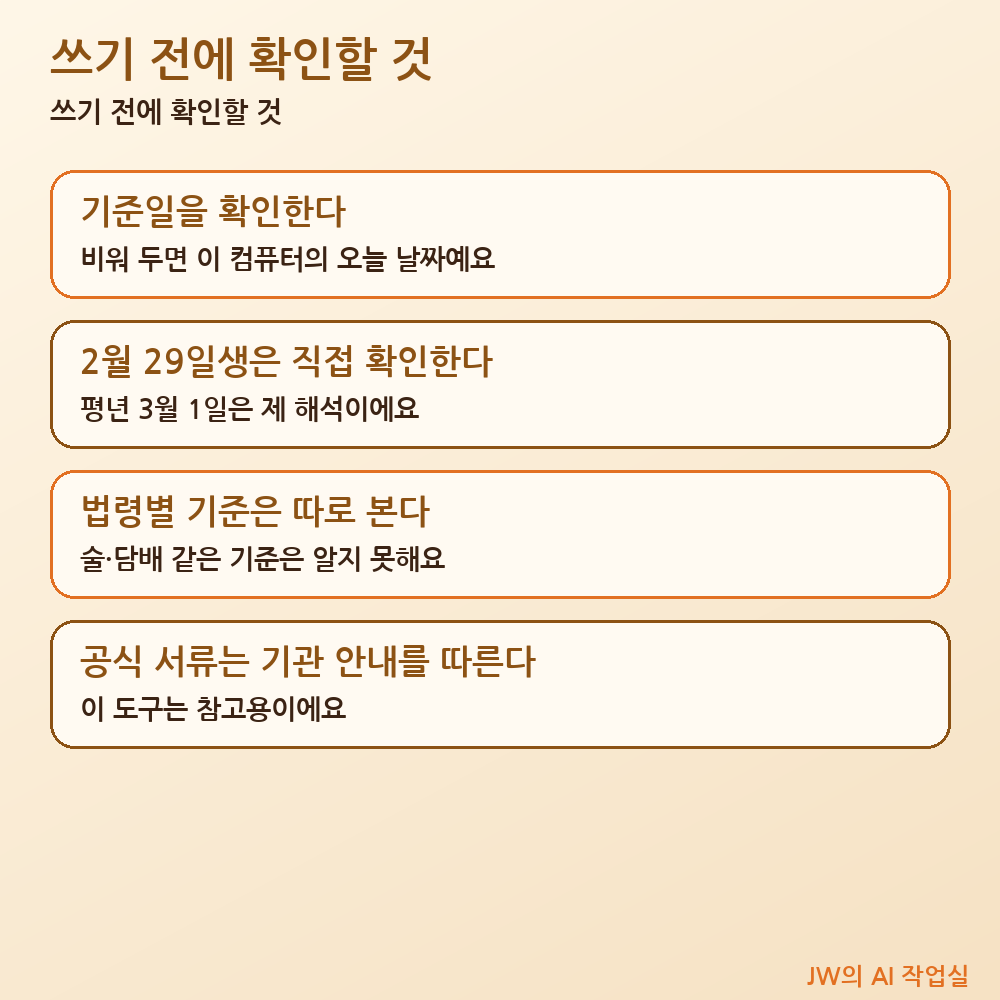 쓰기 전에 확인할 것
쓰기 전에 확인할 것
기준일을 확인한다
비워 두면 이 컴퓨터의 오늘 날짜예요
2월 29일생은 직접 확인한다
평년 3월 1일은 제 해석이에요
법령별 기준은 따로 본다
술·담배 같은 기준은 알지 못해요
공식 서류는 기관 안내를 따른다
이 도구는 참고용이에요
JW의 AI 작업실